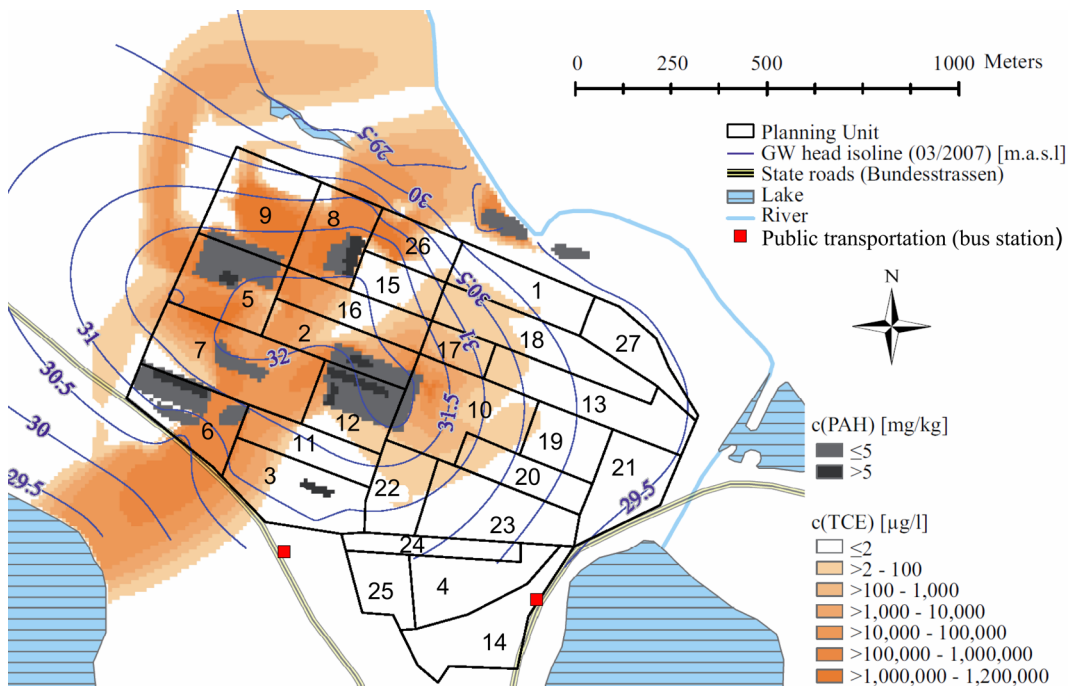 0 250 500 1000 Meters
Planning Unit
GW head isoline (03/2007) [m.a.s.l]
State roads (Bundesstrassen)
Lake
River
Public transportation (bus station)
N
c(PAH) [mg/kg]
≤5
>5
c(TCE) [µg/l]
≤2
>2 - 100
>100 - 1,000
>1,000 - 10,000
>10,000 - 100,000
>100,000 - 1,000,000
>1,000,000 - 1,200,000
29.5
30
30.5
31
31.5
32
31
30.5
30
29.5
29.5
9
8
26
15
1
5
16
2
17
18
27
7
10
13
12
19
6
11
21
3
22
20
23
24
25
4
14